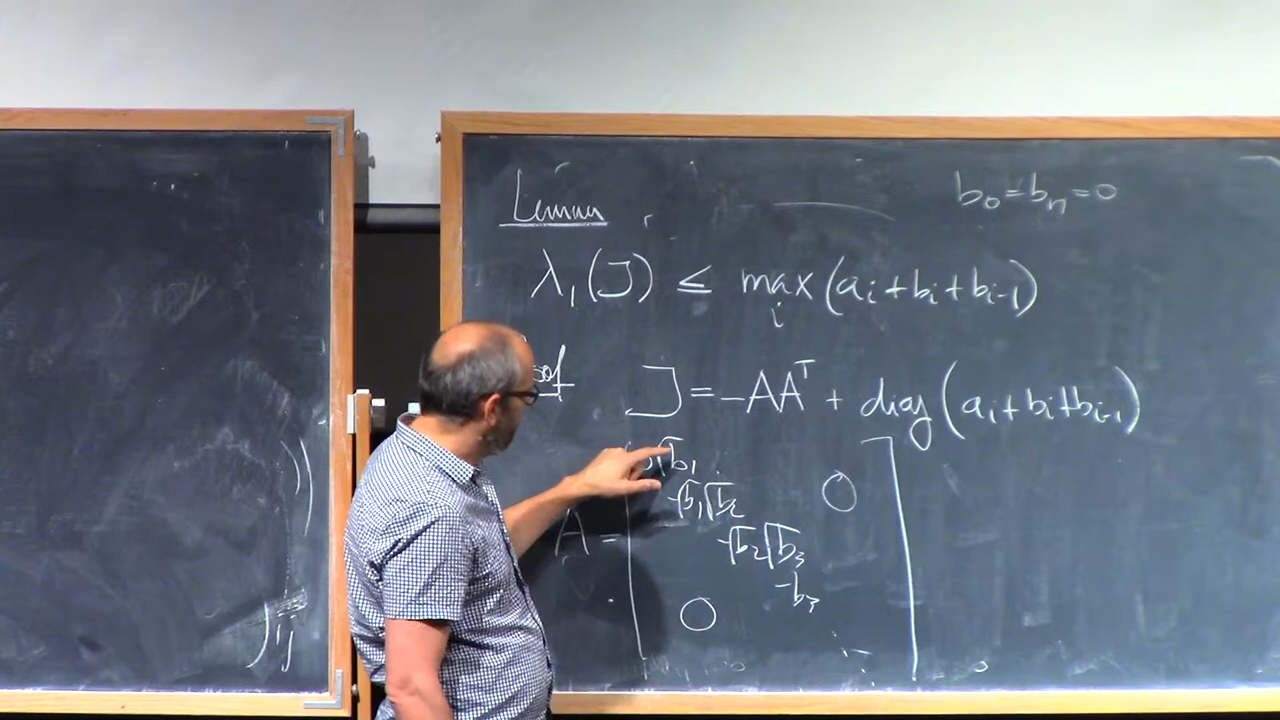 b₀=bₙ=0
Lemma
λ₁(J) ≤ max(aᵢ+bᵢ+bᵢ₋₁)
i
J = -AAᵀ + diag(aᵢ+bᵢ+bᵢ₋₁)
√b₁
-√b₁ √b₂ 0
A = -√b₂ √b₃
-b₃
0